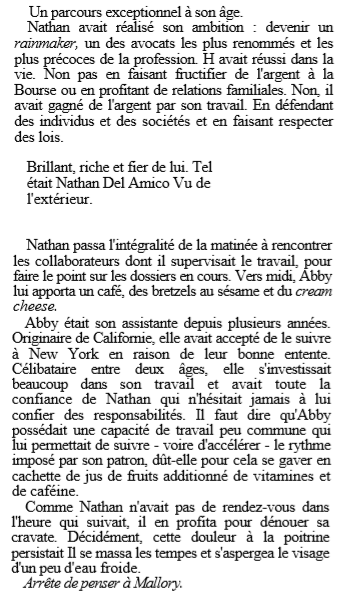 Un parcours exceptionnel à son âge.
Nathan avait réalisé son ambition : devenir un
rainmaker, un des avocats les plus renommés et les
plus précoces de la profession. H avait réussi dans la
vie. Non pas en faisant fructifier de l'argent à la
Bourse ou en profitant de relations familiales. Non, il
avait gagné de l'argent par son travail. En défendant
des individus et des sociétés et en faisant respecter
des lois.
Brillant, riche et fier de lui. Tel
était Nathan Del Amico Vu de
l'extérieur.
Nathan passa l'intégralité de la matinée à rencontrer
les collaborateurs dont il supervisait le travail, pour
faire le point sur les dossiers en cours. Vers midi, Abby
lui apporta un café, des bretzels au sésame et du cream
cheese.
Abby était son assistante depuis plusieurs années.
Originaire de Californie, elle avait accepté de le suivre
à New York en raison de leur bonne entente.
Célibataire entre deux âges, elle s'investissait
beaucoup dans son travail et avait toute la
confiance de Nathan qui n'hésitait jamais à lui
confier des responsabilités. Il faut dire qu'Abby
possédait une capacité de travail peu commune qui
lui permettait de suivre - voire d'accélérer - le rythme
imposé par son patron, dût-elle pour cela se gaver en
cachette de jus de fruits additionné de vitamines et
de caféine.
Comme Nathan n'avait pas de rendez-vous dans
l'heure qui suivait, il en profita pour dénouer sa
cravate. Décidément, cette douleur à la poitrine
persistait Il se massa les tempes et s'aspergea le visage
d'un peu d'eau froide.
Arrête de penser à Mallory.